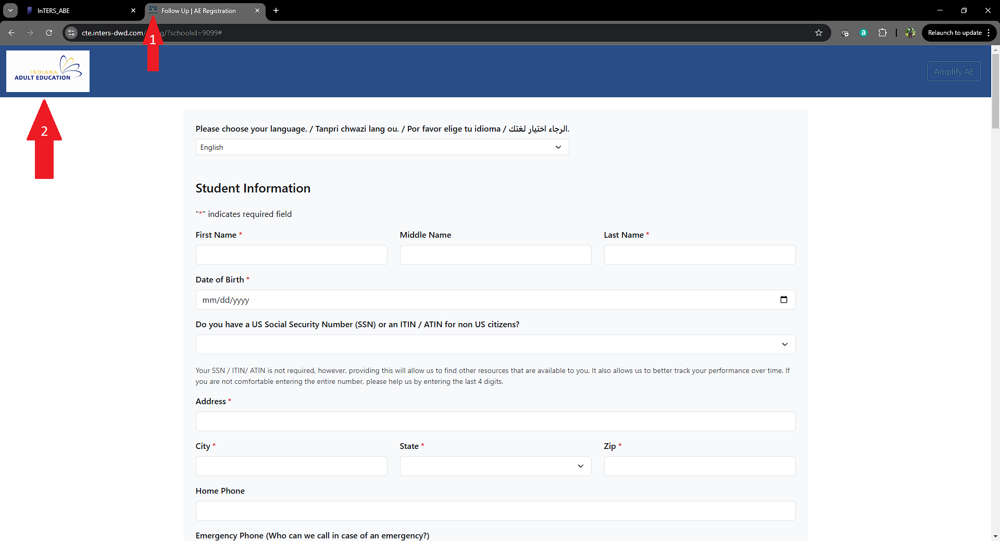 InTERS_ABE
Follow Up | AE Registration
cte.inters-dwd.com/ g/?schoolid=9099#
Relaunch to update
1
INDIANA
ADULT EDUCATION
Amplify AE
2
Please choose your language. / Tanpri chwazi lang ou. / Por favor elige tu idioma / الرجاء اختيار لغتك.
English
Student Information
"*" indicates required field
First Name *
Middle Name
Last Name *
Date of Birth *
mm/dd/yyyy
Do you have a US Social Security Number (SSN) or an ITIN / ATIN for non US citizens?
Your SSN / ITIN/ ATIN is not required, however, providing this will allow us to find other resources that are available to you. It also allows us to better track your performance over time. If
you are not comfortable entering the entire number, please help us by entering the last 4 digits.
Address *
City *
State *
Zip *
Home Phone
Emergency Phone (Who can we call in case of an emergency?)